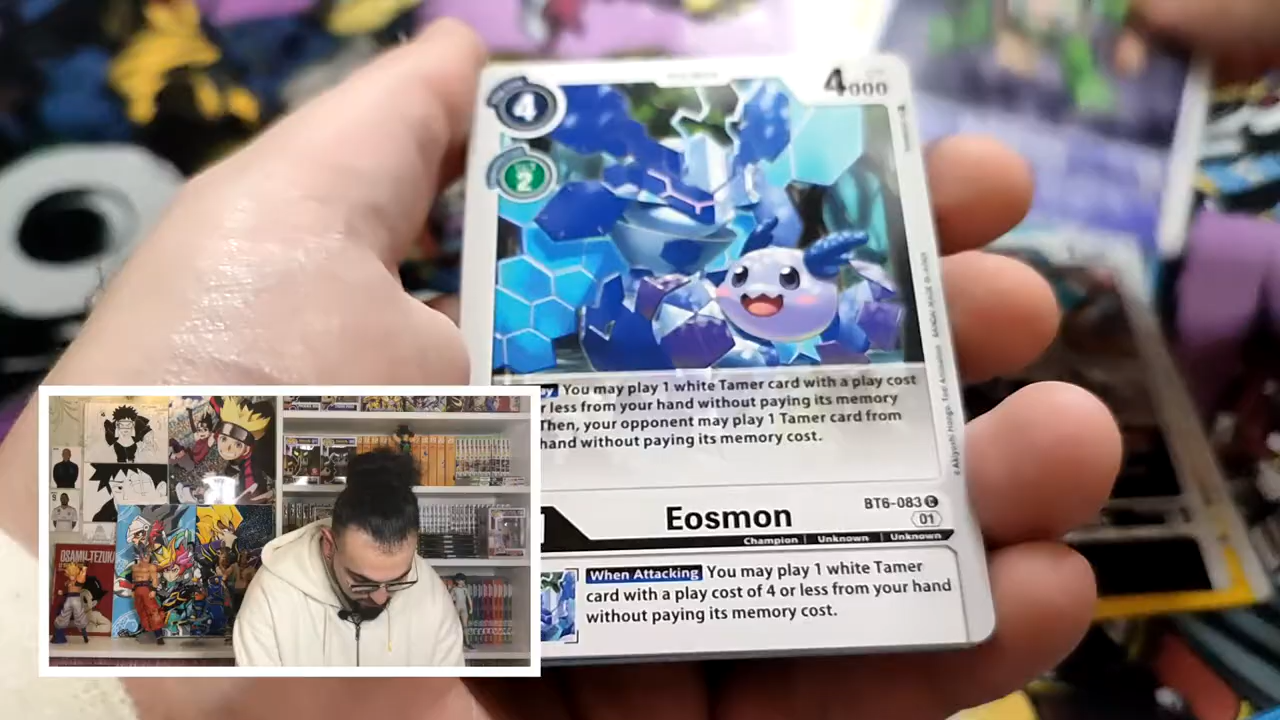 4
4000
2
by You may play 1 white Tamer card with a play cost
r less from your hand without paying its memory
Then, your opponent may play 1 Tamer card from
hand without paying its memory cost.
BT6-083 C
Eosmon
01
Champion | Unknown | Unknown
When Attacking You may play 1 white Tamer
card with a play cost of 4 or less from your hand
without paying its memory cost.